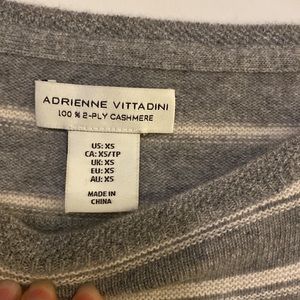 ADRIENNE VITTADINI
100 % 2-PLY CASHMERE
US: XS
CA: XS/TP
UK: XS
EU: XS
AU: XS
MADE IN
CHINA